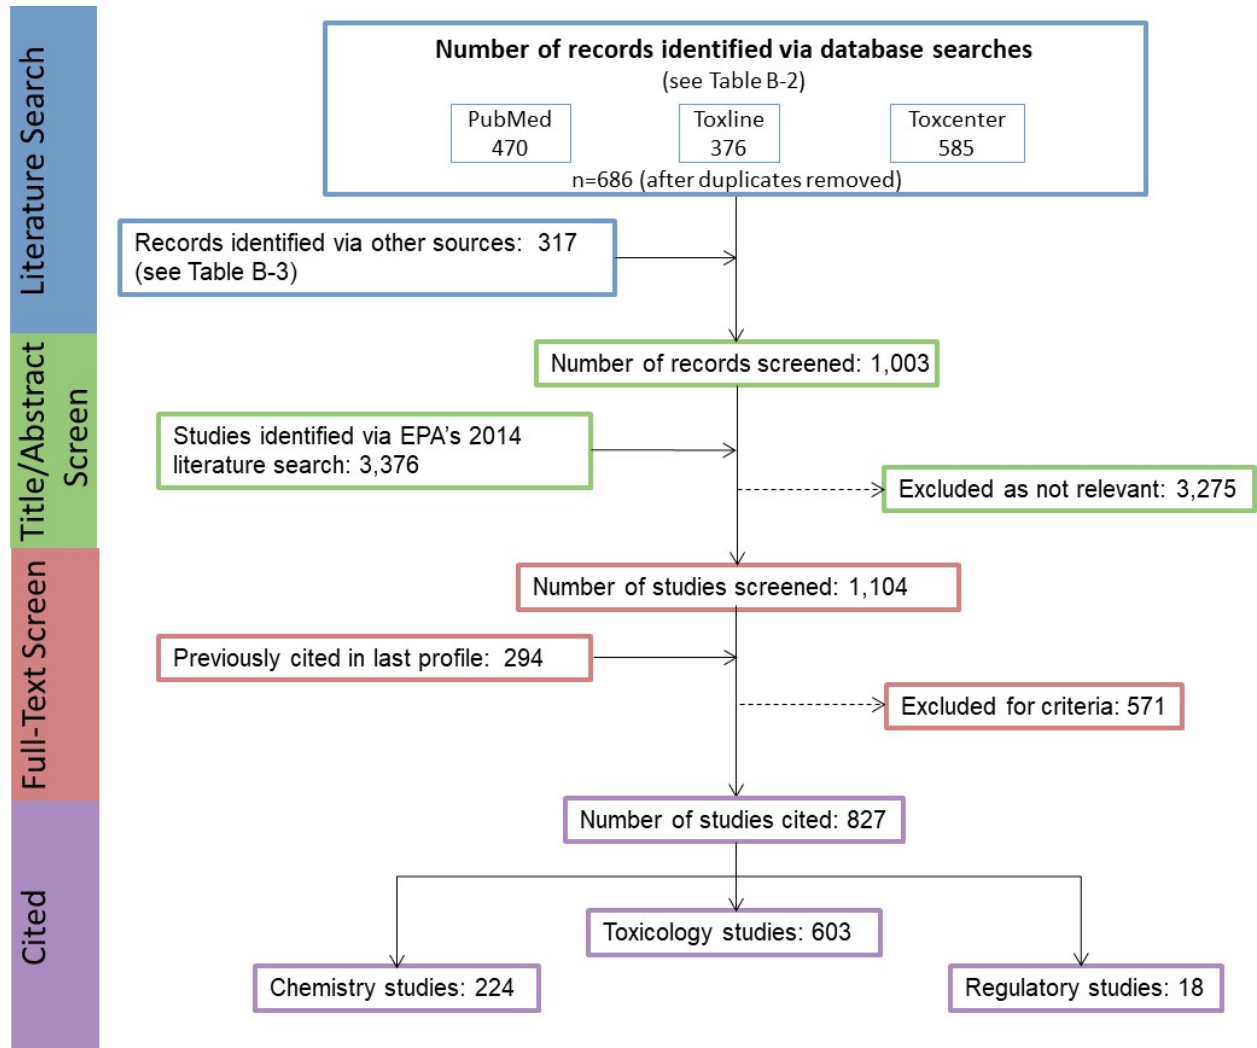 Literature Search
Number of records identified via database searches
(see Table B-2)
PubMed
470
Toxline
376
Toxcenter
585
n=686 (after duplicates removed)
Records identified via other sources: 317
(see Table B-3)
Title/Abstract
Screen
Number of records screened: 1,003
Studies identified via EPA's 2014
literature search: 3,376
Excluded as not relevant: 3,275
Full-Text Screen
Number of studies screened: 1,104
Previously cited in last profile: 294
Excluded for criteria: 571
Cited
Number of studies cited: 827
Toxicology studies: 603
Chemistry studies: 224
Regulatory studies: 18